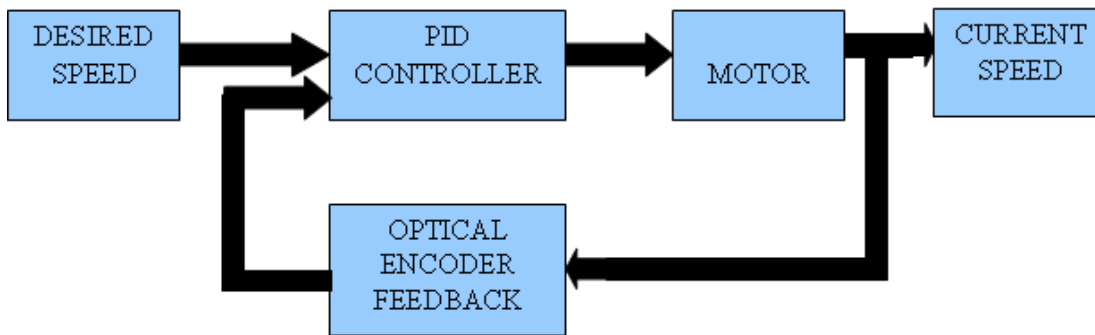 DESIRED
SPEED
PID
CONTROLLER
MOTOR
CURRENT
SPEED
OPTICAL
ENCODER
FEEDBACK